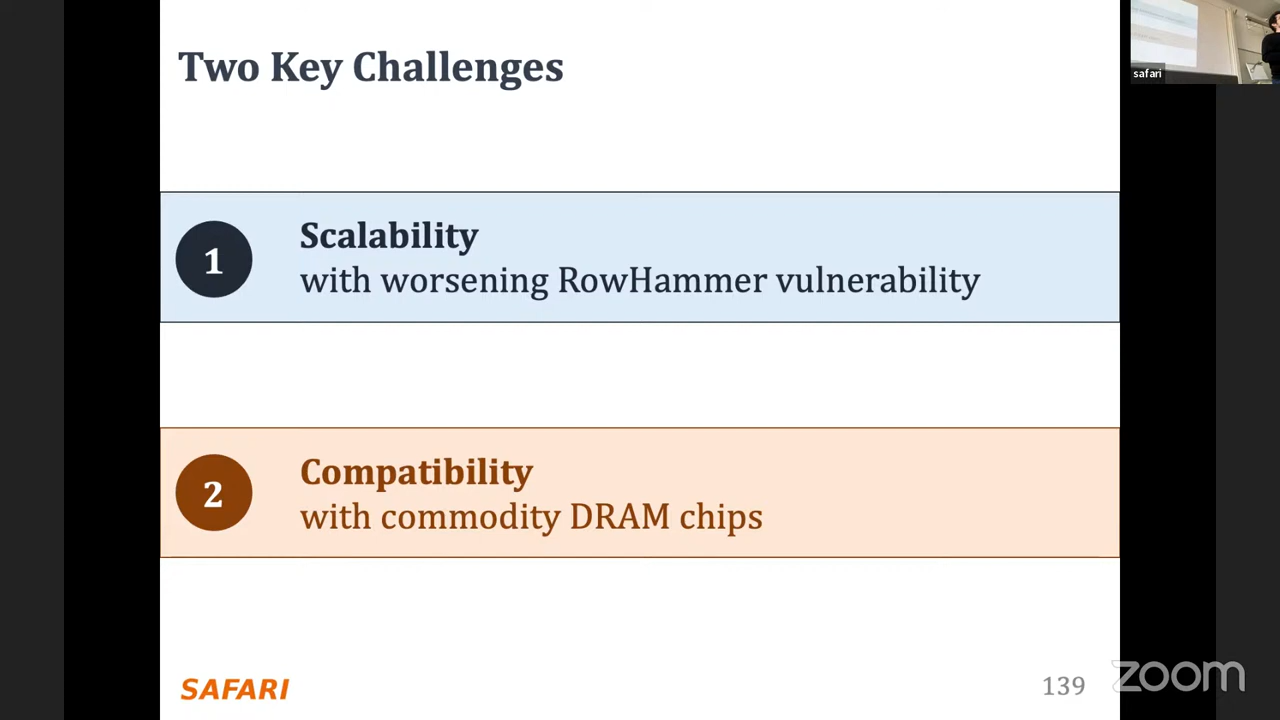 Two Key Challenges
safari
1
Scalability
with worsening RowHammer vulnerability
2
Compatibility
with commodity DRAM chips
SAFARI
139
zoom